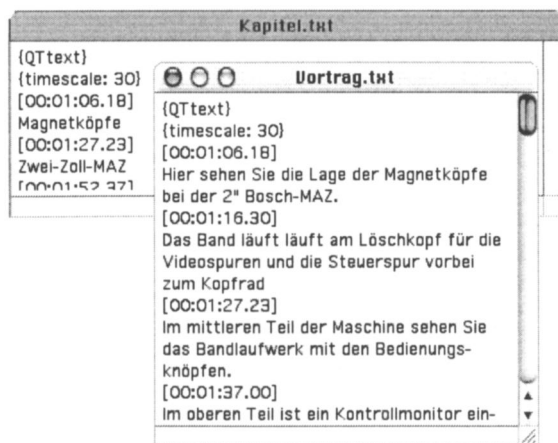 Kapitel.txt
{QTtext}
{timescale: 30}
[00:01:06.18]
Magnetköpfe
[00:01:27.23]
Zwei-Zoll-MAZ
[00:01:52.37]
Vortrag.txt
{QTtext}
{timescale: 30}
[00:01:06.18]
Hier sehen Sie die Lage der Magnetköpfe
bei der 2" Bosch-MAZ.
[00:01:16.30]
Das Band läuft läuft am Löschkopf für die
Videospuren und die Steuerspur vorbei
zum Kopfrad
[00:01:27.23]
Im mittleren Teil der Maschine sehen Sie
das Bandlaufwerk mit den Bedienungs-
knöpfen.
[00:01:37.00]
Im oberen Teil ist ein Kontrollmonitor ein-